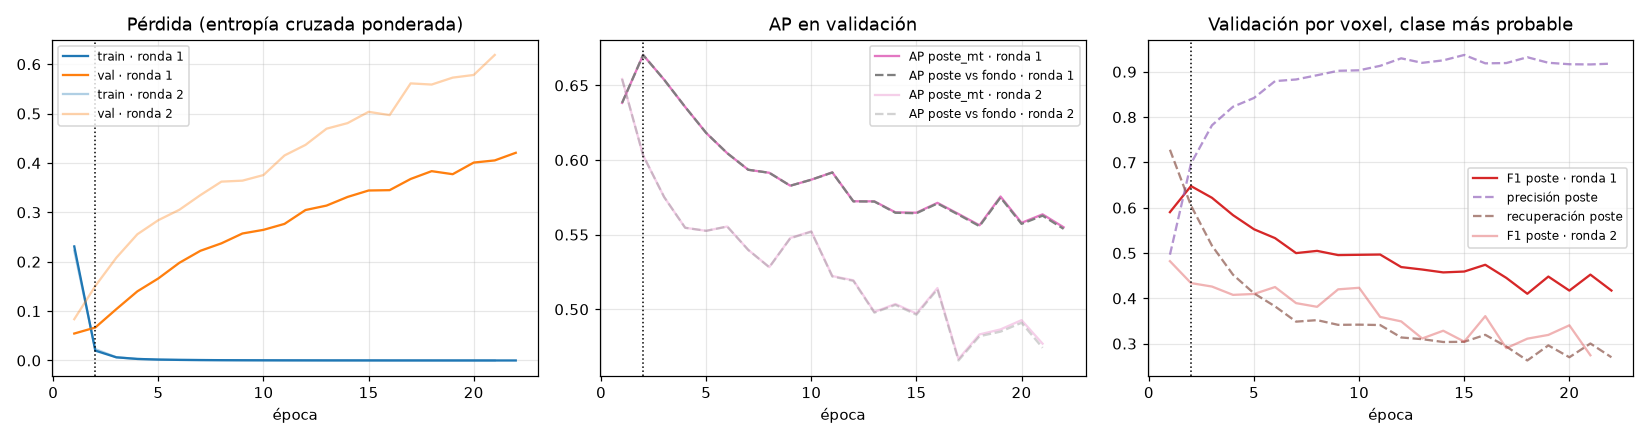 Pérdida (entropía cruzada ponderada)
train · ronda 1
val · ronda 1
train · ronda 2
val · ronda 2
0.6
0.5
0.4
0.3
0.2
0.1
0.0
0 5 10 15 20
época
AP en validación
AP poste_mt · ronda 1
AP poste vs fondo · ronda 1
AP poste_mt · ronda 2
AP poste vs fondo · ronda 2
0.65
0.60
0.55
0.50
0 5 10 15 20
época
Validación por voxel, clase más probable
F1 poste · ronda 1
precisión poste
recuperación poste
F1 poste · ronda 2
0.9
0.8
0.7
0.6
0.5
0.4
0.3
0 5 10 15 20
época